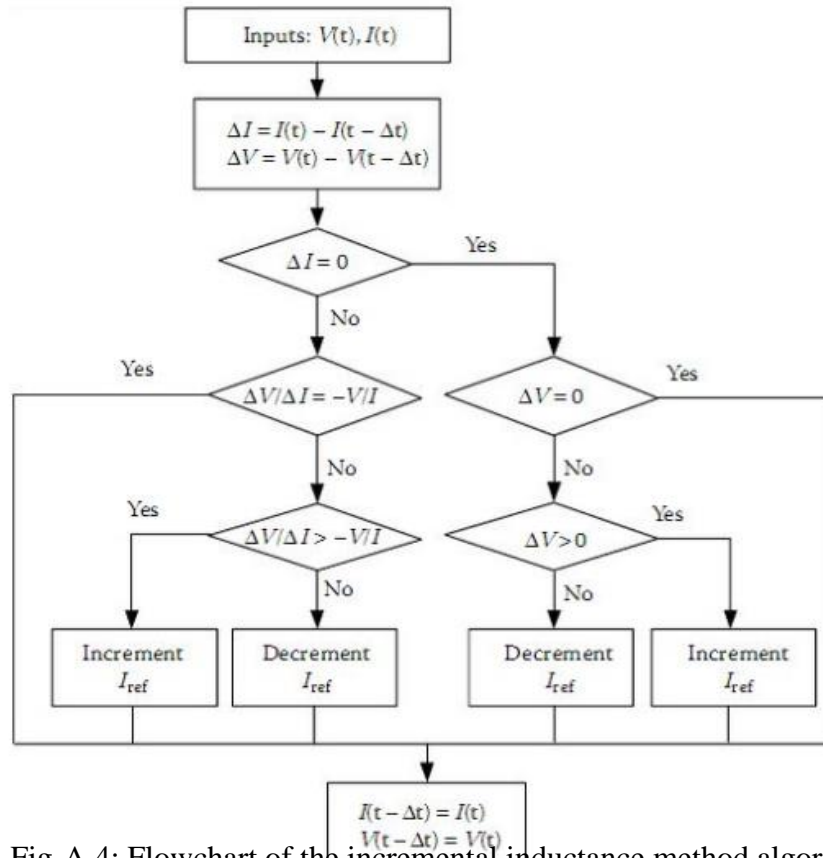 Inputs: V(t), I(t)
ΔI = I(t) − I(t − Δt)
ΔV = V(t) − V(t − Δt)
ΔI = 0
Yes
No
Yes
ΔV/ΔI = −V/I
ΔV = 0
Yes
No
No
Yes
ΔV/ΔI > −V/I
ΔV > 0
Yes
No
No
Increment
I_ref
Decrement
I_ref
Decrement
I_ref
Increment
I_ref
I(t − Δt) = I(t)
V(t − Δt) = V(t)
Fig. A.4: Flowchart of the incremental inductance method algor